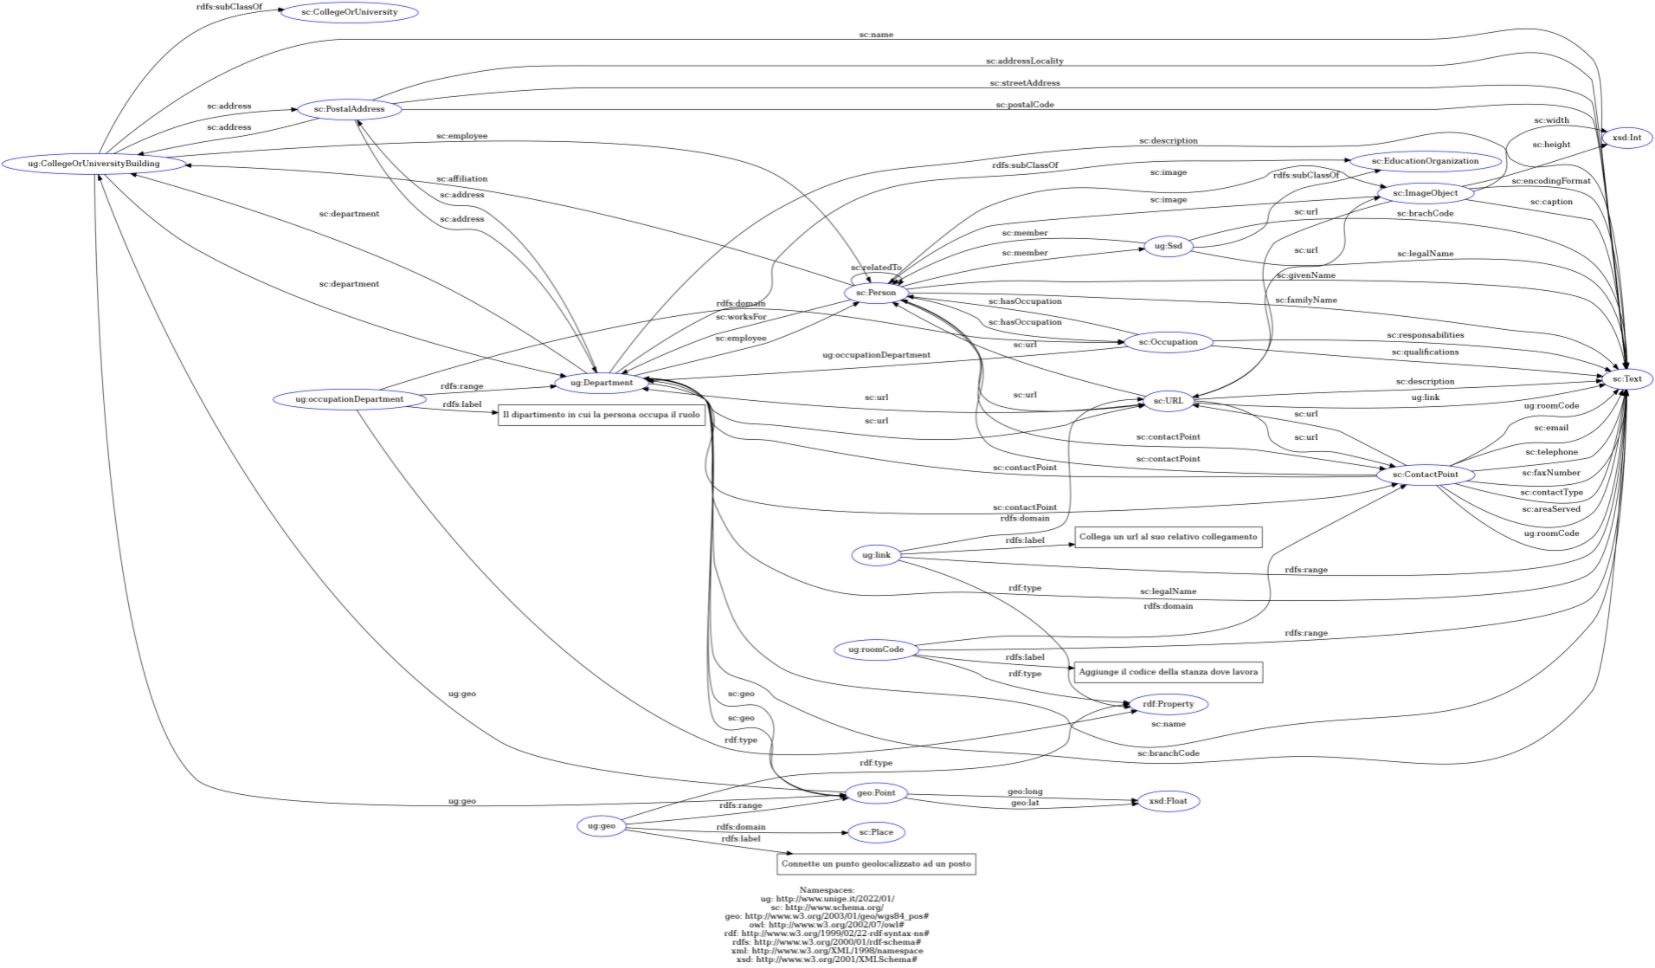 rdfs:subClassOf
sc:CollegeOrUniversity
sc:name
sc:addressLocality
sc:streetAddress
sc:address
sc:PostalAddress
sc:postalCode
sc:address
sc:width
sc:employee
xsd:Int
sc:description
sc:height
ug:CollegeOrUniversityBuilding
rdfs:subClassOf
sc:EducationOrganization
sc:image
rdfs:subClassOf
sc:affiliation
sc:encodingFormat
sc:ImageObject
sc:address
sc:image
sc:caption
sc:department
sc:url
sc:brachCode
sc:address
sc:member
ug:Ssd
sc:member
sc:url
sc:legalName
sc:relatedTo
sc:givenName
sc:department
sc:Person
sc:familyName
rdfs:domain
sc:hasOccupation
sc:worksFor
sc:hasOccupation
sc:responsabilities
sc:employee
sc:url
sc:Occupation
sc:qualifications
ug:occupationDepartment
ug:Department
sc:Text
rdfs:range
sc:description
ug:occupationDepartment
sc:url
sc:url
sc:URL
ug:link
rdfs:label
Il dipartimento in cui la persona occupa il ruolo
sc:url
ug:roomCode
sc:url
sc:email
sc:contactPoint
sc:url
sc:telephone
sc:contactPoint
sc:contactPoint
sc:ContactPoint
sc:faxNumber
sc:contactType
sc:contactPoint
sc:areaServed
rdfs:domain
ug:roomCode
rdfs:label
Collega un url al suo relativo collegamento
ug:link
rdfs:range
rdf:type
sc:legalName
rdfs:domain
rdfs:range
ug:roomCode
rdfs:label
Aggiunge il codice della stanza dove lavora
rdf:type
ug:geo
sc:geo
rdf:Property
sc:geo
sc:name
rdf:type
sc:branchCode
rdf:type
ug:geo
geo:Point
geo:long
xsd:Float
geo:lat
rdfs:range
ug:geo
rdfs:domain
sc:Place
rdfs:label
Connette un punto geolocalizzato ad un posto
Namespaces:
ug: http://www.unige.it/2022/01/
sc: http://www.schema.org/
geo: http://www.w3.org/2003/01/geo/wgs84_pos#
owl: http://www.w3.org/2002/07/owl#
rdf: http://www.w3.org/1999/02/22-rdf-syntax-ns#
rdfs: http://www.w3.org/2000/01/rdf-schema#
xml: http://www.w3.org/XML/1998/namespace
xsd: http://www.w3.org/2001/XMLSchema#